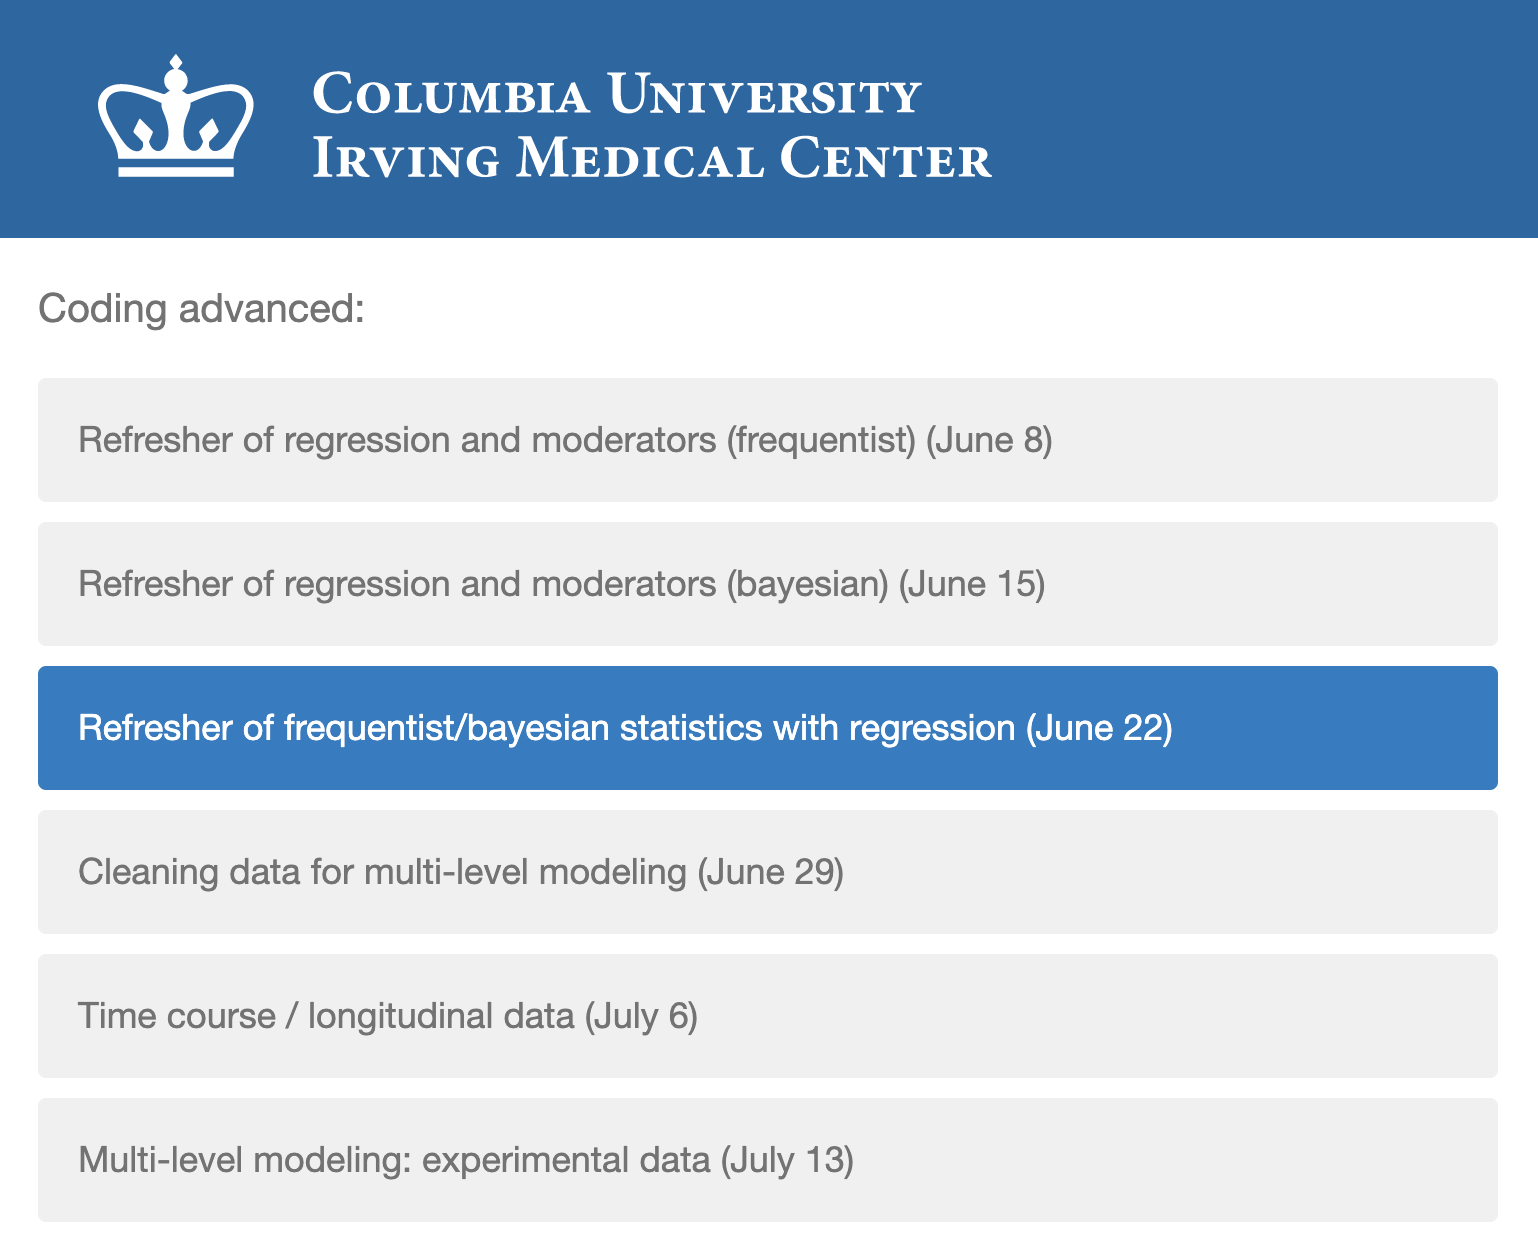 Columbia University
Irving Medical Center
Coding advanced:
Refresher of regression and moderators (frequentist) (June 8)
Refresher of regression and moderators (bayesian) (June 15)
Refresher of frequentist/bayesian statistics with regression (June 22)
Cleaning data for multi-level modeling (June 29)
Time course / longitudinal data (July 6)
Multi-level modeling: experimental data (July 13)